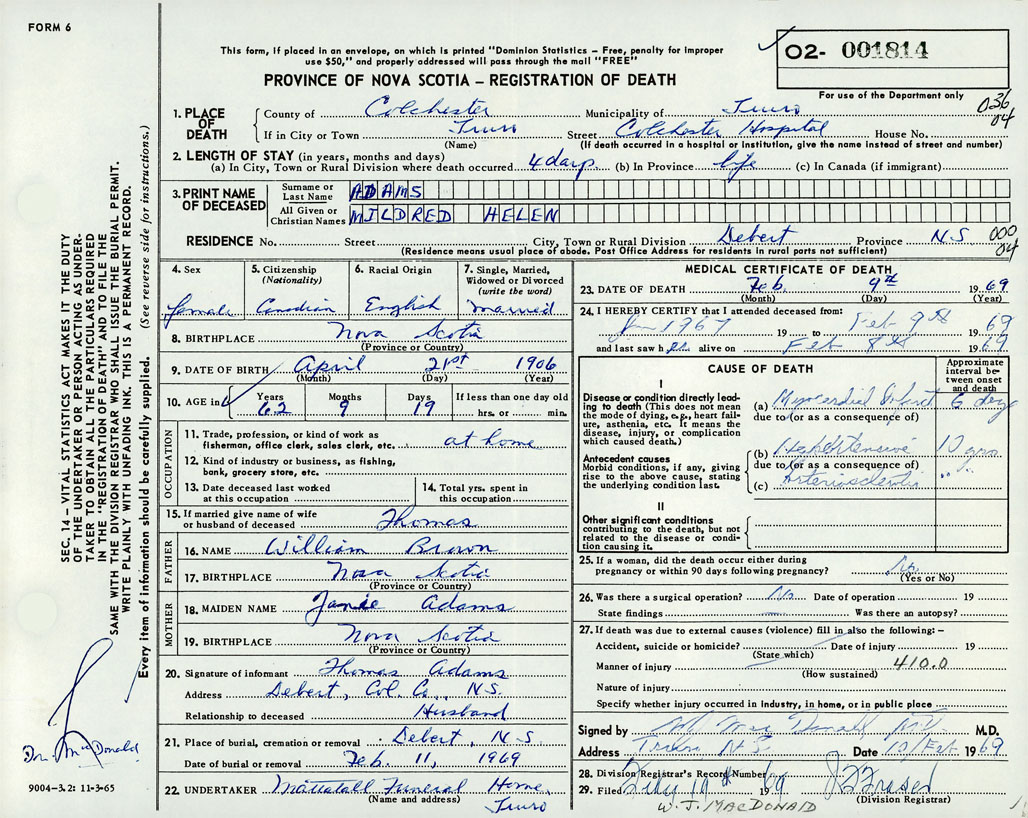 FORM 6
This form, if placed in an envelope, on which is printed "Dominion Statistics – Free, penalty for improper
use $50," and properly addressed will pass through the mail "FREE"
PROVINCE OF NOVA SCOTIA – REGISTRATION OF DEATH
02- 001814
For use of the Department only
036
04
1. PLACE OF DEATH
County of Colchester Municipality of Truro
If in City or Town Truro Street Colchester Hospital House No.
(Name) (If death occurred in a hospital or institution, give the name instead of street and number)
2. LENGTH OF STAY (in years, months and days)
(a) In City, Town or Rural Division where death occurred 4 days (b) In Province life (c) In Canada (if immigrant)
3. PRINT NAME OF DECEASED
Surname or Last Name ADAMS
All Given or Christian Names MILDRED HELEN
RESIDENCE No. Street City, Town or Rural Division Debert Province N.S 000
04
(Residence means usual place of abode. Post Office Address for residents in rural parts not sufficient)
4. Sex
female
5. Citizenship
(Nationality)
Canadian
6. Racial Origin
English
7. Single, Married,
Widowed or Divorced
(write the word)
married
8. BIRTHPLACE Nova Scotia
(Province or Country)
9. DATE OF BIRTH April 21st 1906
(Month) (Day) (Year)
10. AGE in Years Months Days If less than one day old
62 9 19 hrs. or min.
OCCUPATION
11. Trade, profession, or kind of work as
fisherman, office clerk, sales clerk, etc. at home
12. Kind of industry or business, as fishing,
bank, grocery store, etc.
13. Date deceased last worked
at this occupation
14. Total yrs. spent in
this occupation
15. If married give name of wife
or husband of deceased Thomas
FATHER
16. NAME William Brown
17. BIRTHPLACE Nova Scotia
(Province or Country)
MOTHER
18. MAIDEN NAME Janie Adams
19. BIRTHPLACE Nova Scotia
(Province or Country)
20. Signature of informant Thomas Adams
Address Debert, Col. Co., N.S.
Relationship to deceased Husband
21. Place of burial, cremation or removal Debert, N.S
Date of burial or removal Feb. 11, 1969
22. UNDERTAKER Mattatall Funeral Home,
(Name and address) Truro
MEDICAL CERTIFICATE OF DEATH
23. DATE OF DEATH Feb. 9th 1969
(Month) (Day) (Year)
24. I HEREBY CERTIFY that I attended deceased from:
Jan 1967 19 to Feb 9th 1969
and last saw h alive on Feb 8th 1969
CAUSE OF DEATH
Approximate
interval be-
tween onset
and death
I
Disease or condition directly lead-
ing to death (This does not mean
the mode of dying, e.g., heart fail-
ure, asthenia, etc. It means the
disease, injury, or complication
which caused death.)
(a) Myocardial Infarct 6 day
due to (or as a consequence of)
Antecedent causes
Morbid conditions, if any, giving
rise to the above cause, stating
the underlying condition last.
(b) Hypertensive 10 yrs.
due to (or as a consequence of)
(c) Arteriosclerotic "
II
Other significant conditions
contributing to the death, but not
related to the disease or condi-
tion causing it.
25. If a woman, did the death occur either during
pregnancy or within 90 days following pregnancy? No.
(Yes or No)
26. Was there a surgical operation? No Date of operation 19
State findings Was there an autopsy?
27. If death was due to external causes (violence) fill in also the following: –
Accident, suicide or homicide? Date of injury 19
(State which)
Manner of injury 410.0
(How sustained)
Nature of injury
Specify whether injury occurred in industry, in home, or in public place
Signed by Mac Donald M.D.
Address Truro N.S. Date 10/Feb 1969
28. Division Registrar's Record Number
29. Filed 19th 1969 J Z Fraser
(Division Registrar)
W. J. MACDONALD
SEC. 14 – VITAL STATISTICS ACT MAKES IT THE DUTY
OF THE UNDERTAKER OR PERSON ACTING AS UNDER-
TAKER TO OBTAIN ALL THE PARTICULARS REQUIRED
IN THE "REGISTRATION OF DEATH" AND TO FILE THE
SAME WITH THE DIVISION REGISTRAR WHO SHALL ISSUE THE BURIAL PERMIT.
WRITE PLAINLY WITH UNFADING INK. THIS IS A PERMANENT RECORD.
Every item of information should be carefully supplied. (See reverse side for instructions.)
Dr. MacDonald
9004-3.2: 11-3-65